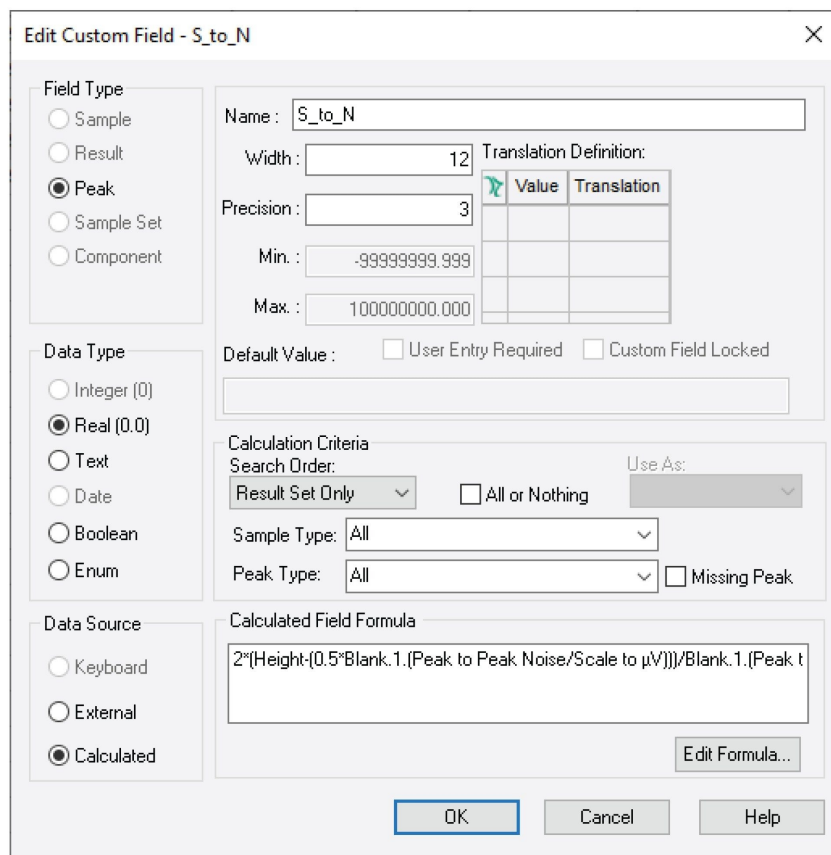 Edit Custom Field - S_to_N
Field Type
Sample
Result
Peak
Sample Set
Component
Name : S_to_N
Width : 12
Precision : 3
Min. : -99999999.999
Max. : 100000000.000
Translation Definition:
Value Translation
Default Value : User Entry Required Custom Field Locked
Data Type
Integer (0)
Real (0.0)
Text
Date
Boolean
Enum
Calculation Criteria
Search Order: Use As:
Result Set Only All or Nothing
Sample Type: All
Peak Type: All Missing Peak
Data Source
Keyboard
External
Calculated
Calculated Field Formula
2*(Height-(0.5*Blank.1.(Peak to Peak Noise/Scale to µV)))/Blank.1.(Peak t
Edit Formula...
OK Cancel Help